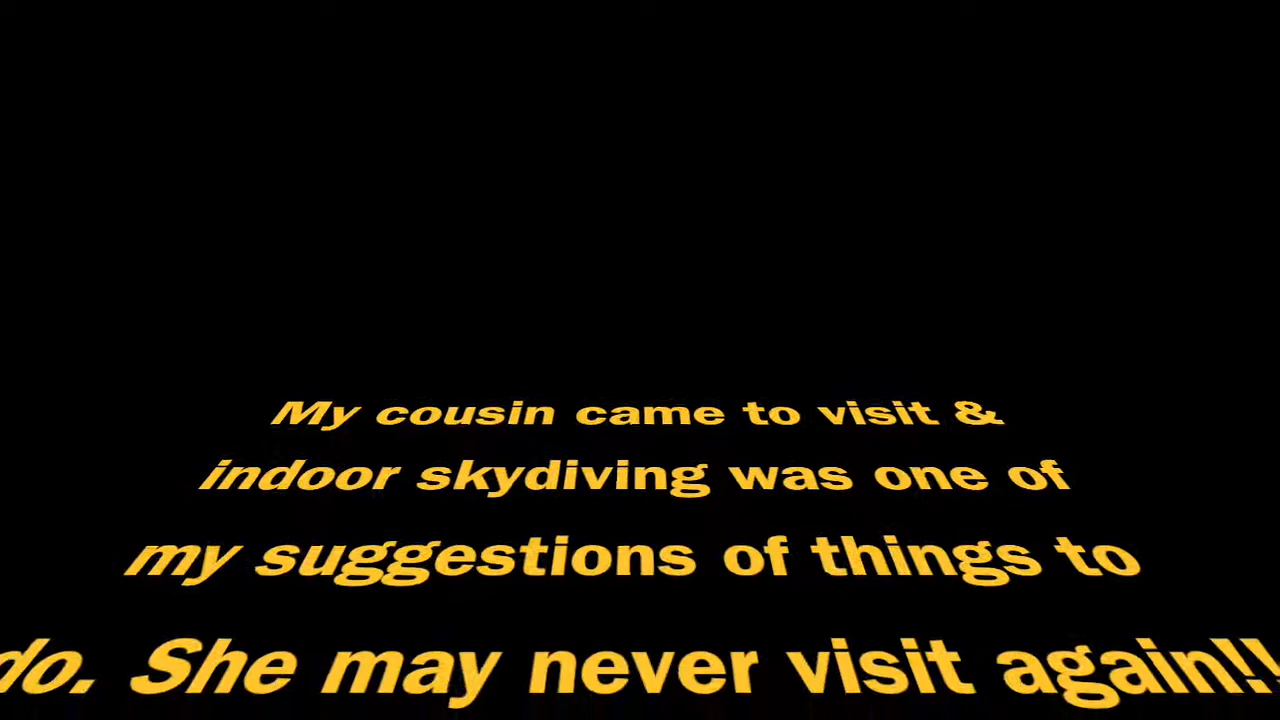 My cousin came to visit &
indoor skydiving was one of
my suggestions of things to
do. She may never visit again!!